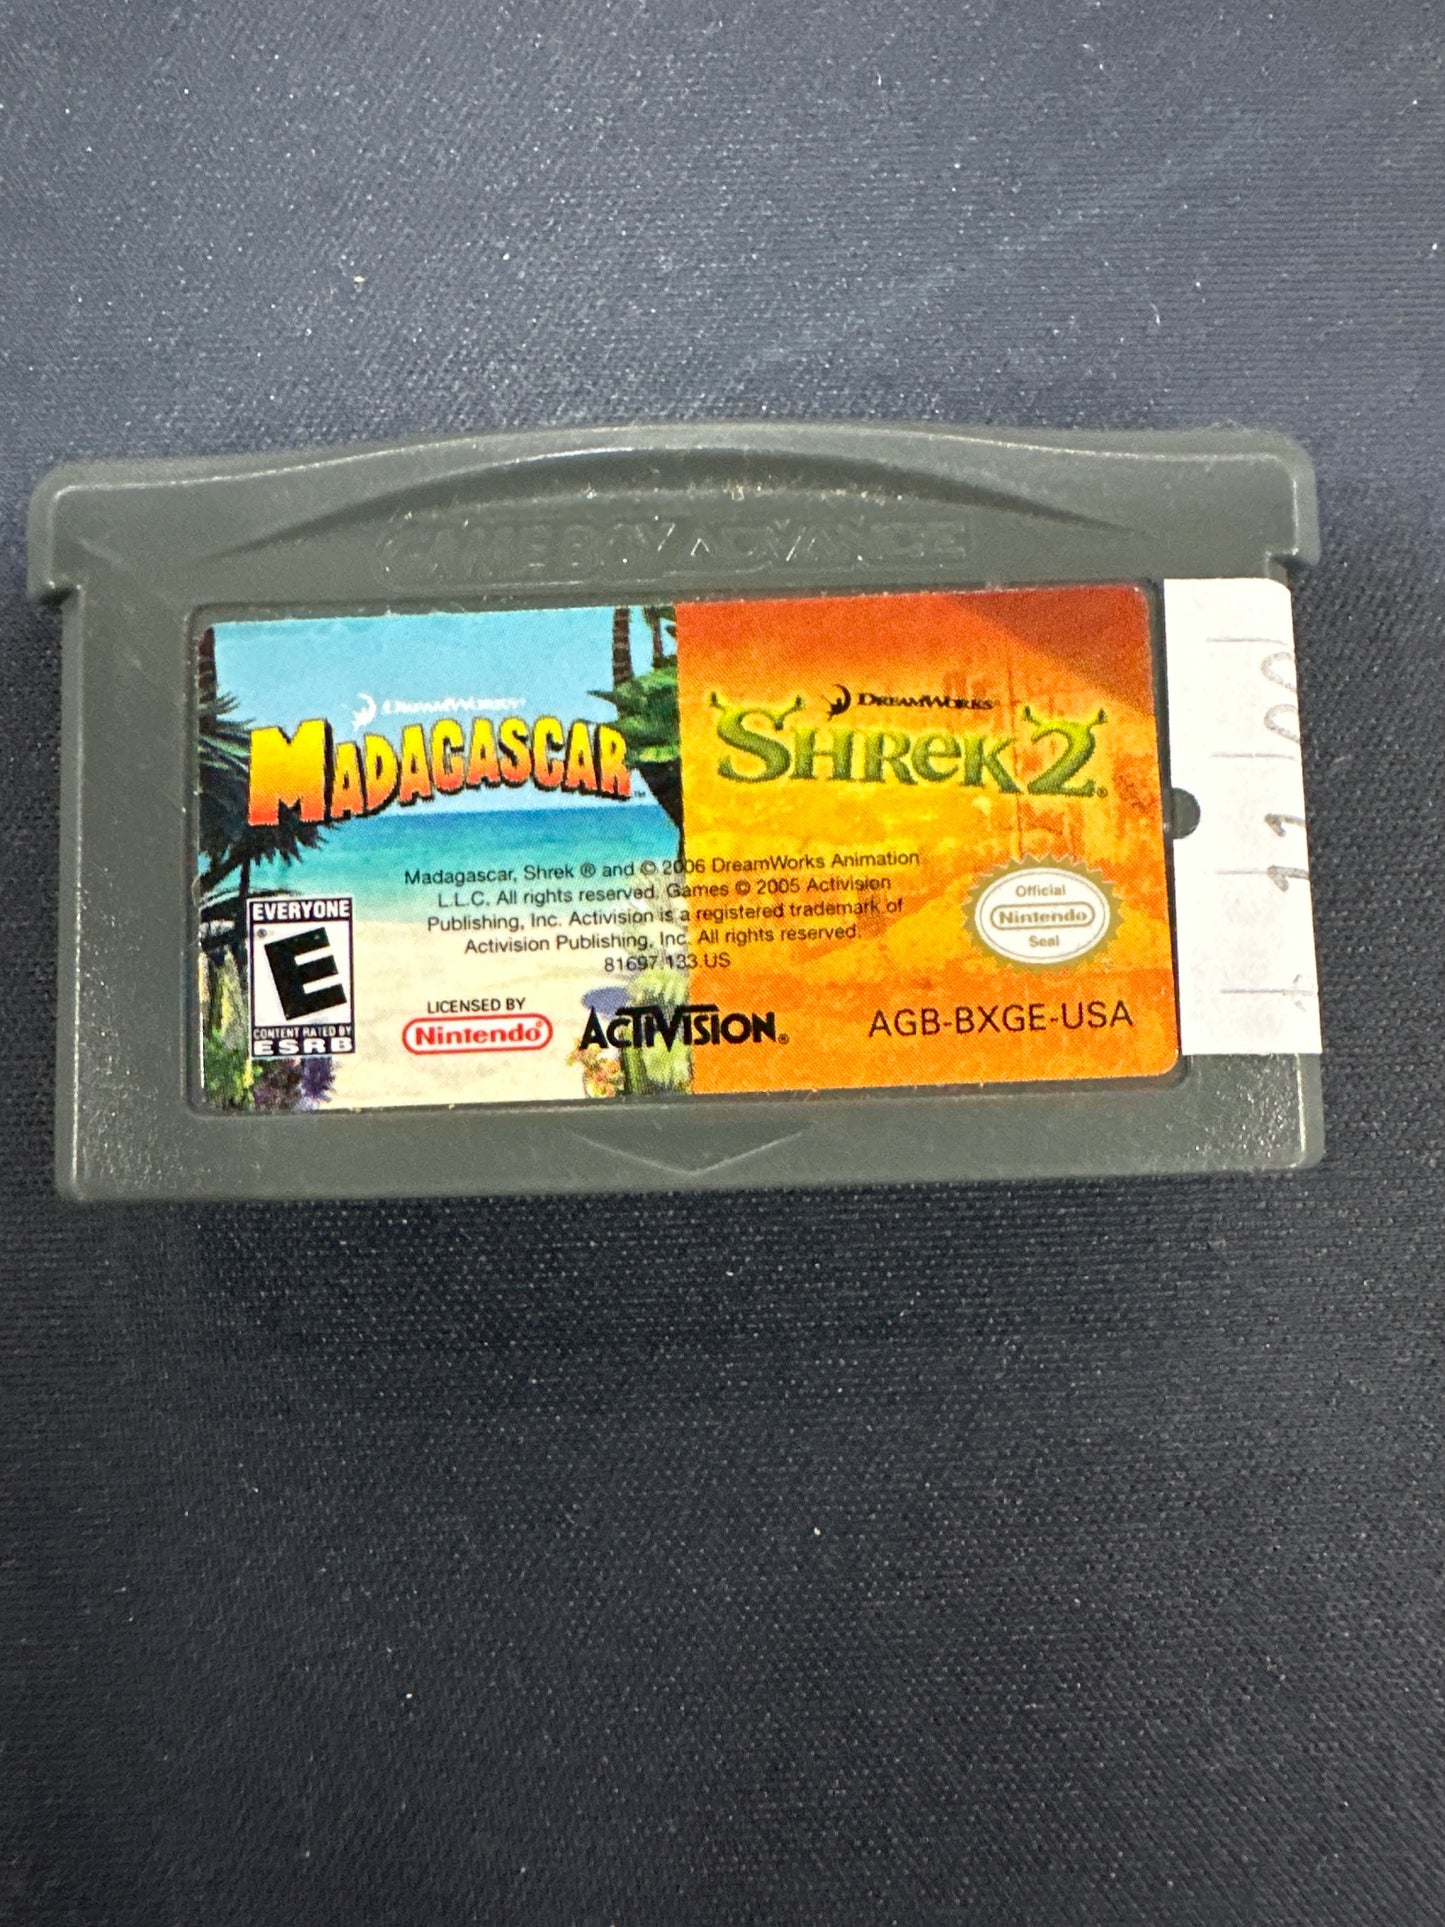 GAME BOY ADVANCE
DREAMWORKS
MADAGASCAR™
DREAMWORKS®
SHREK 2®
Madagascar, Shrek ® and © 2006 DreamWorks Animation
L.L.C. All rights reserved. Games © 2005 Activision
Publishing, Inc. Activision is a registered trademark of
Activision Publishing, Inc. All rights reserved.
81697.133.US
EVERYONE
E®
CONTENT RATED BY
ESRB
LICENSED BY
Nintendo®
ACTIVISION®
Official
Nintendo
Seal
AGB-BXGE-USA